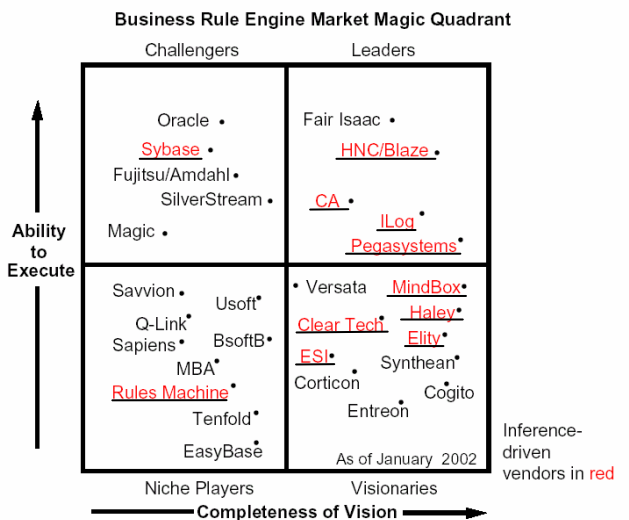 Business Rule Engine Market Magic Quadrant
Challengers
Leaders
Oracle
Sybase
Fujitsu/Amdahl
SilverStream
Magic
Fair Isaac
HNC/Blaze
CA
ILog
Pegasystems
Ability
to
Execute
Savvion
Usoft
Q-Link
Sapiens
BsoftB
MBA
Rules Machine
Tenfold
EasyBase
Versata
MindBox
Haley
Clear Tech
Elity
ESI
Synthean
Corticon
Cogito
Entreon
As of January 2002
Inference-
driven
vendors in red
Niche Players
Visionaries
Completeness of Vision